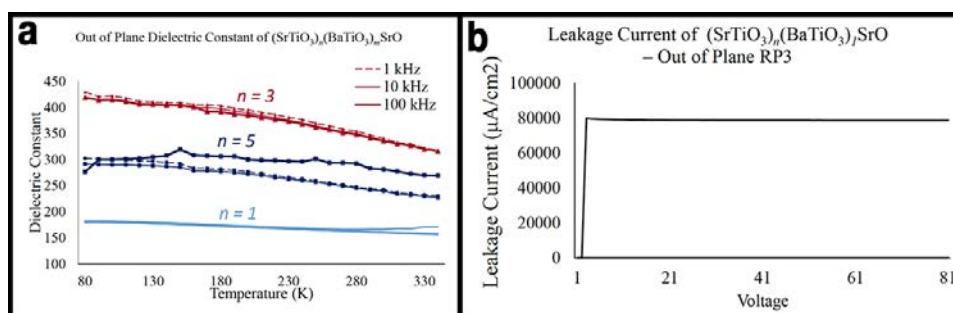 a
Out of Plane Dielectric Constant of (SrTiO₃)ₙ(BaTiO₃)ₘSrO
1 kHz
10 kHz
100 kHz
n = 3
n = 5
n = 1
Dielectric Constant
450
400
350
300
250
200
150
100
80
130
180
230
280
330
Temperature (K)
b
Leakage Current of (SrTiO₃)ₙ(BaTiO₃)₁SrO
– Out of Plane RP3
Leakage Current (µA/cm2)
100000
80000
60000
40000
20000
0
1
21
41
61
81
Voltage